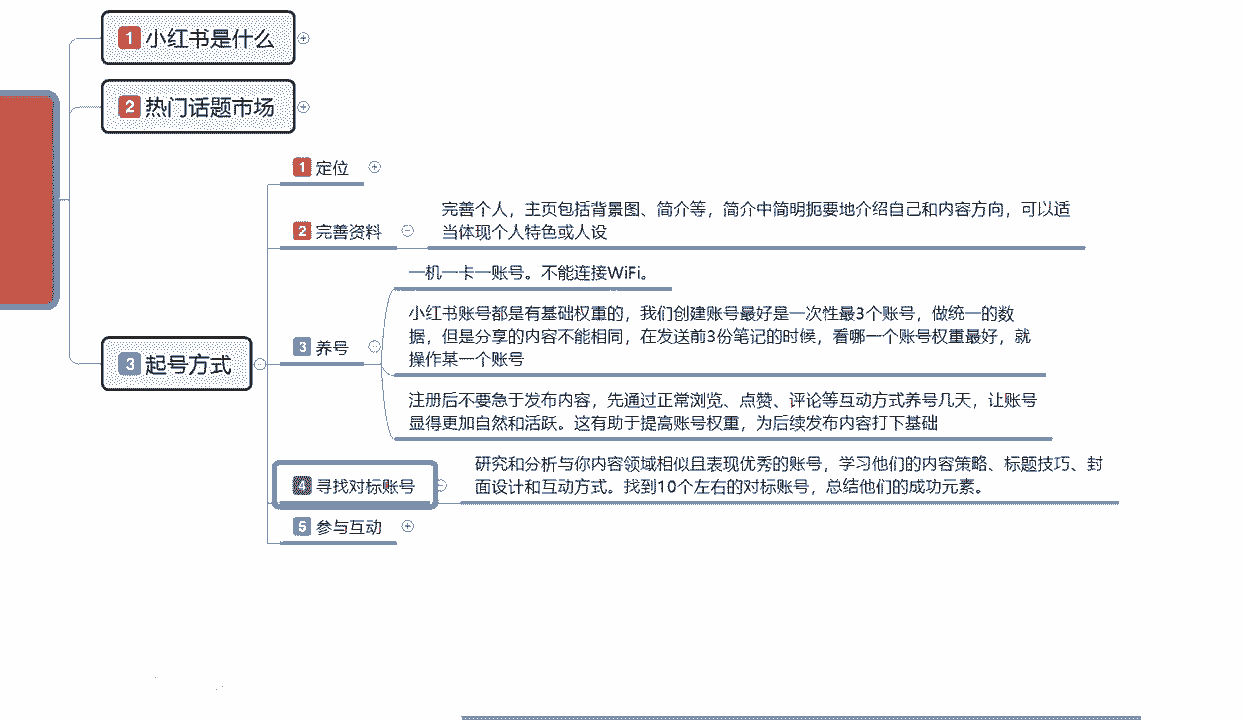 1 小红书是什么
2 热门话题市场
3 起号方式
1 定位
2 完善资料
完善个人，主页包括背景图、简介等，简介中简明扼要地介绍自己和内容方向，可以适
当体现个人特色或人设
3 养号
一机一卡一账号。不能连接WiFi。
小红书账号都是有基础权重的，我们创建账号最好是一次性最3个账号，做统一的数
据，但是分享的内容不能相同，在发送前3份笔记的时候，看哪一个账号权重最好，就
操作某一个账号
注册后不要急于发布内容，先通过正常浏览、点赞、评论等互动方式养号几天，让账号
显得更加自然和活跃。这有助于提高账号权重，为后续发布内容打下基础
4 寻找对标账号
研究和分析与你内容领域相似且表现优秀的账号，学习他们的内容策略、标题技巧、封
面设计和互动方式。找到10个左右的对标账号，总结他们的成功元素。
5 参与互动